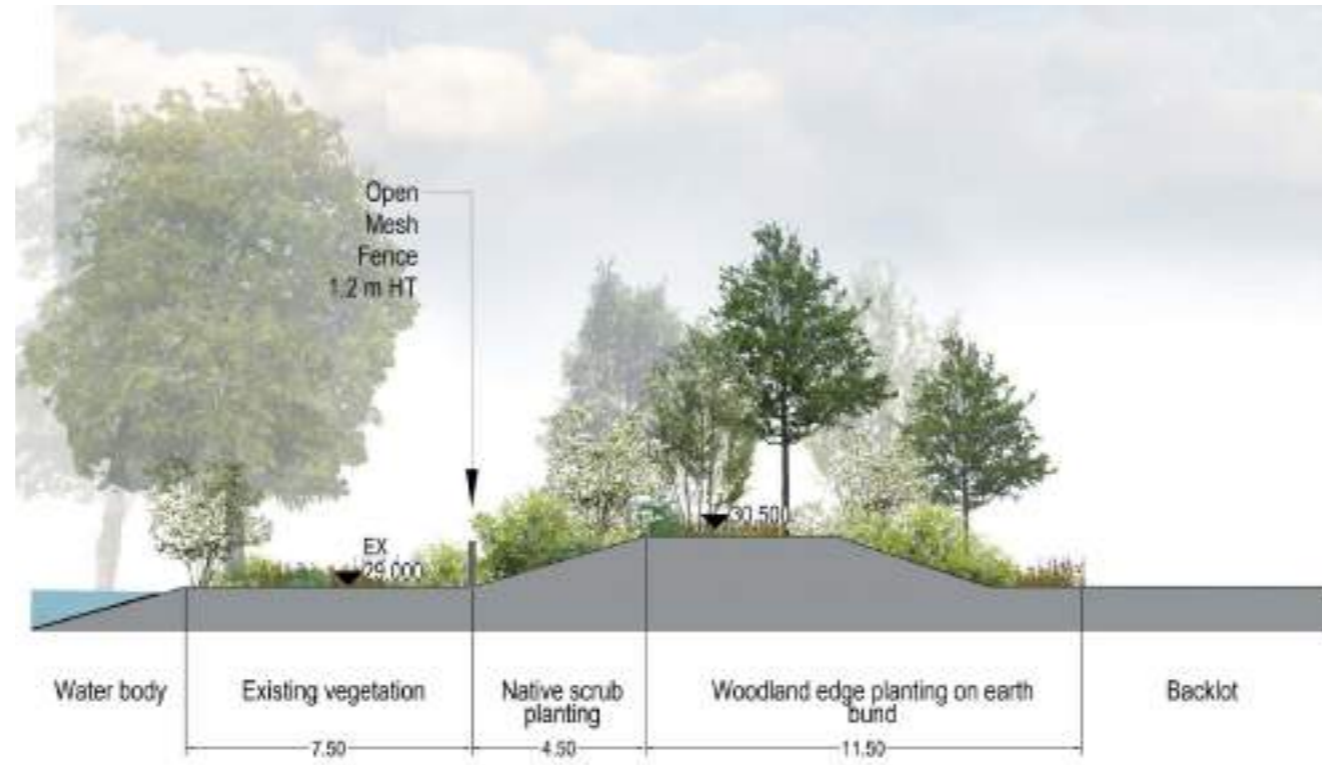 Open
Mesh
Fence
1.2 m HT
30.500
EX
29.000
Water body
Existing vegetation
Native scrub
planting
Woodland edge planting on earth
bund
Backlot
7.50
4.50
11.50